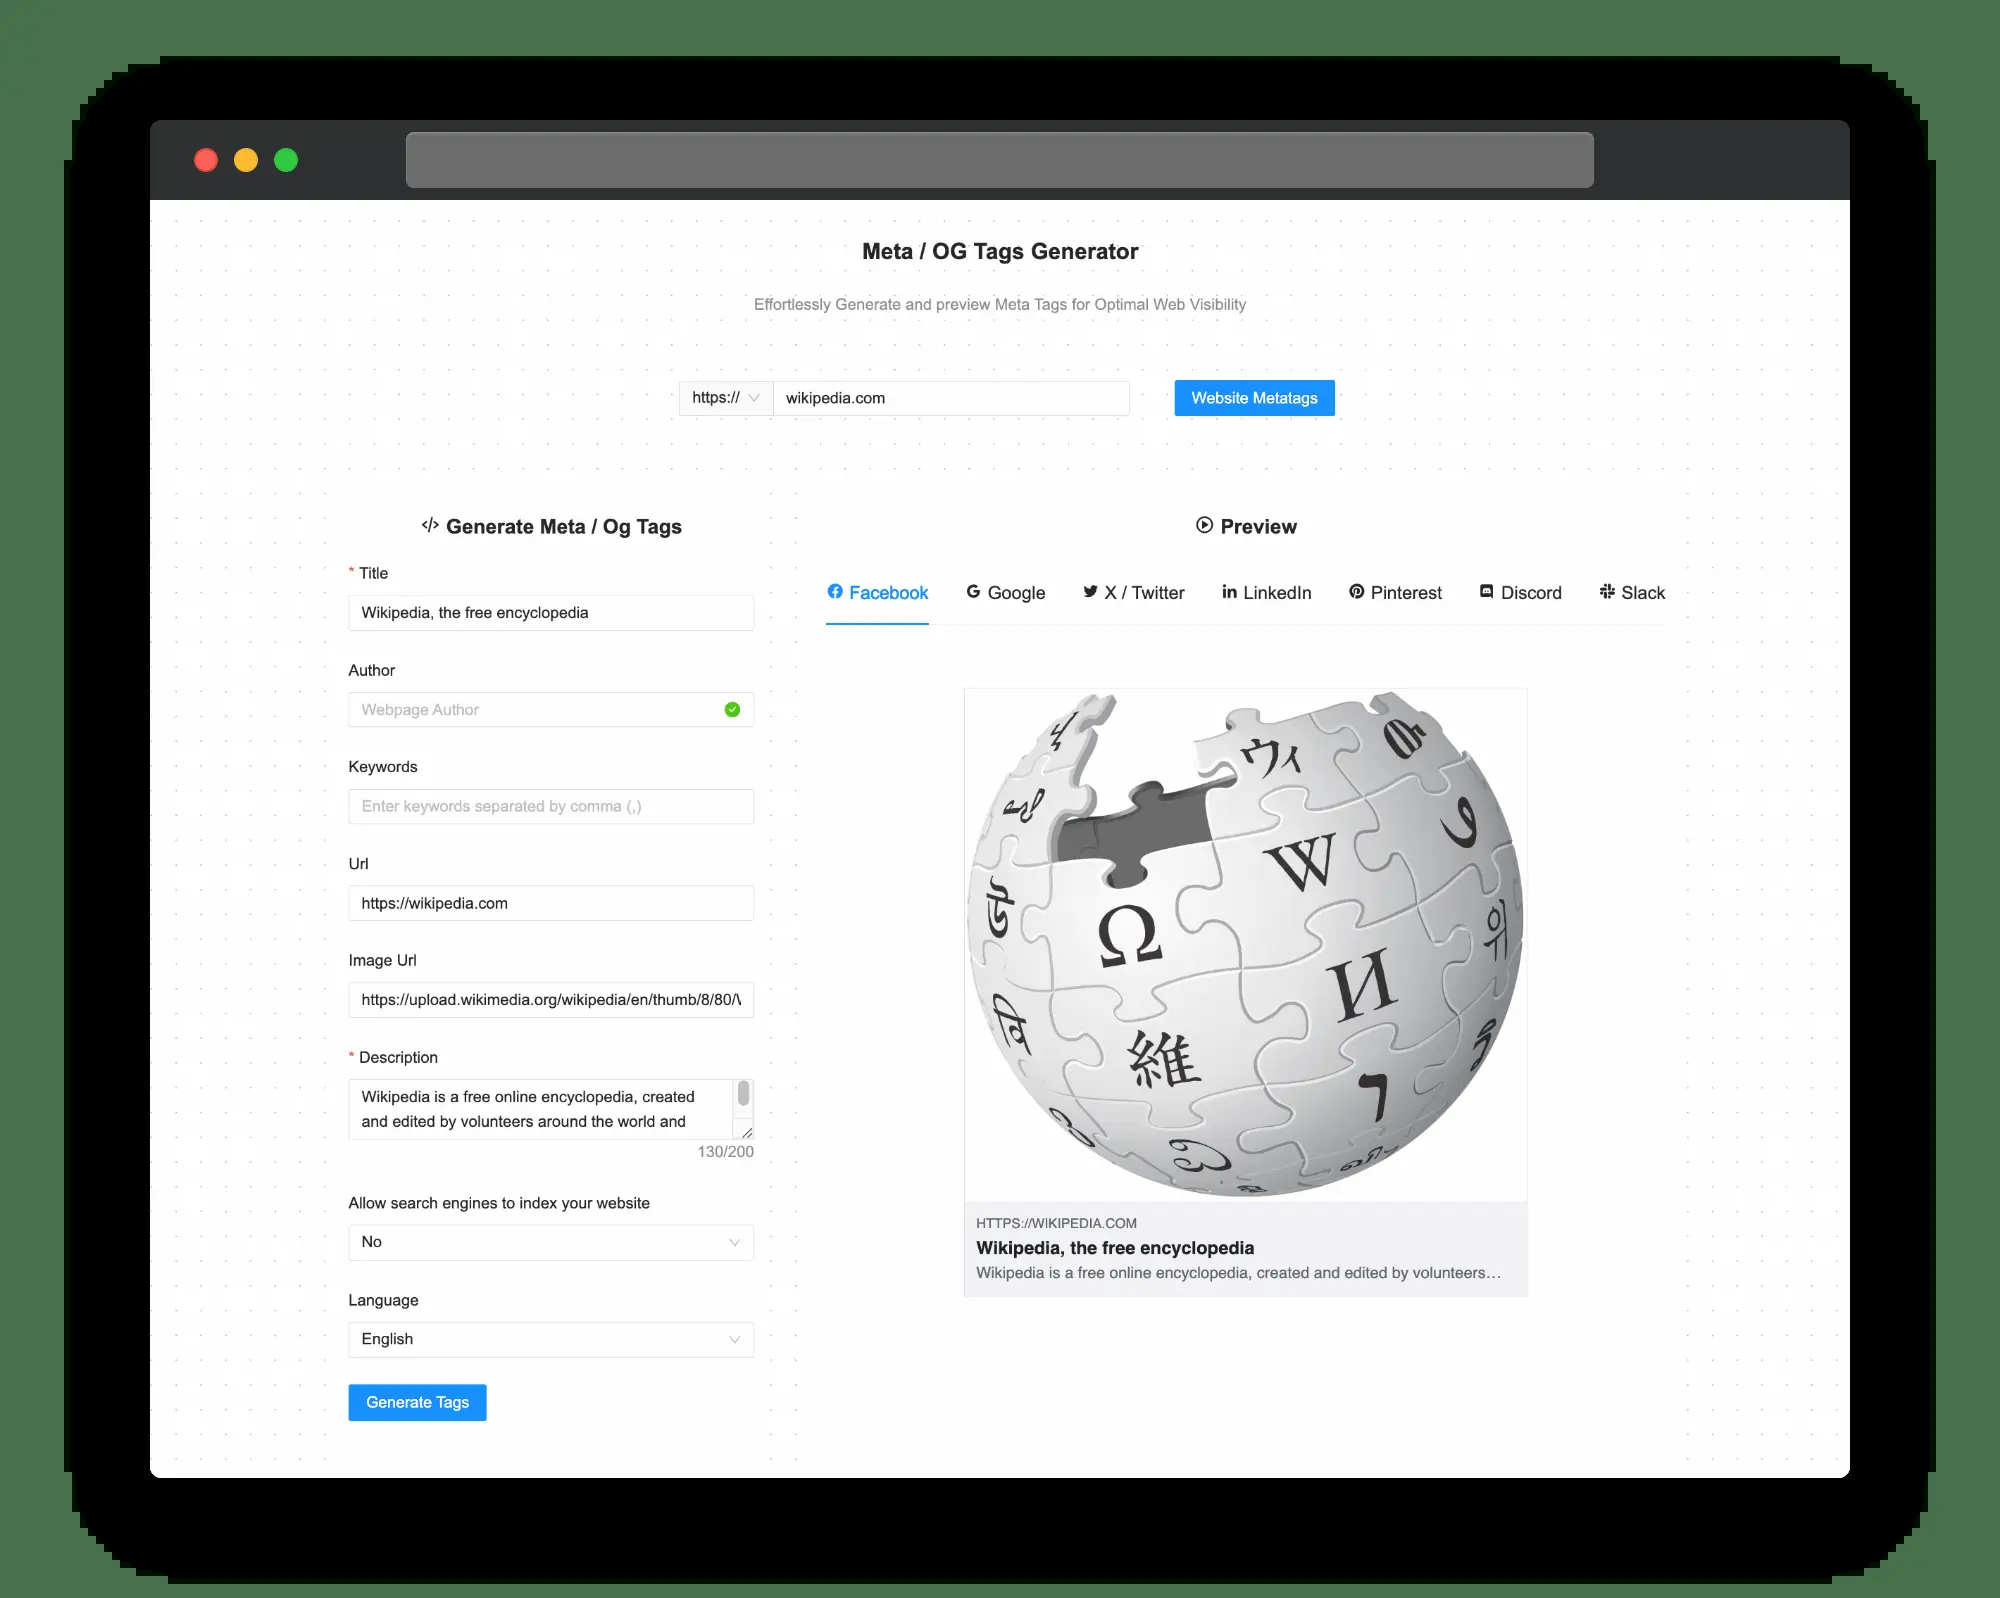 Meta / OG Tags Generator
Effortlessly Generate and preview Meta Tags for Optimal Web Visibility
https://
wikipedia.com
Website Metatags
</> Generate Meta / Og Tags
* Title
Wikipedia, the free encyclopedia
Author
Webpage Author
Keywords
Enter keywords separated by comma (,)
Url
https://wikipedia.com
Image Url
https://upload.wikimedia.org/wikipedia/en/thumb/8/80/
* Description
Wikipedia is a free online encyclopedia, created
and edited by volunteers around the world and
130/200
Allow search engines to index your website
No
Language
English
Generate Tags
Preview
Facebook
Google
X / Twitter
LinkedIn
Pinterest
Discord
Slack
ウィ
W
Ω
И
維
위
7
HTTPS://WIKIPEDIA.COM
Wikipedia, the free encyclopedia
Wikipedia is a free online encyclopedia, created and edited by volunteers…